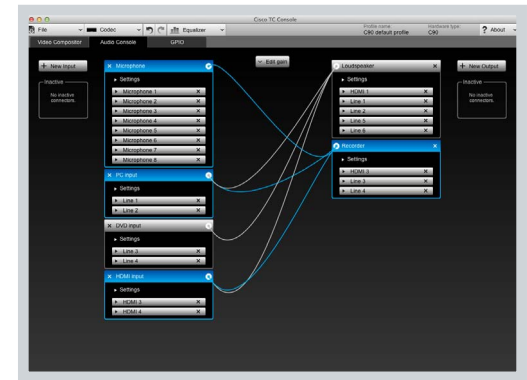 Cisco TC Console
File
Codec
Equalizer
Profile name:
C90 default profile
Hardware type:
C90
? About
Video Compositor
Audio Console
GPIO
+ New Input
Inactive
No inactive
connectors.
× Microphone
Settings
Microphone 1 ×
Microphone 2 ×
Microphone 3 ×
Microphone 4 ×
Microphone 5 ×
Microphone 6 ×
Microphone 7 ×
Microphone 8 ×
× PC input
Settings
Line 1 ×
Line 2 ×
× DVD input
Settings
Line 3 ×
Line 4 ×
× HDMI input
Settings
HDMI 3 ×
HDMI 4 ×
Edit gain
Loudspeaker ×
Settings
HDMI 1 ×
Line 1 ×
Line 2 ×
Line 5 ×
Line 6 ×
Recorder ×
Settings
HDMI 3 ×
Line 3 ×
Line 4 ×
+ New Output
Inactive
No inactive
connectors.